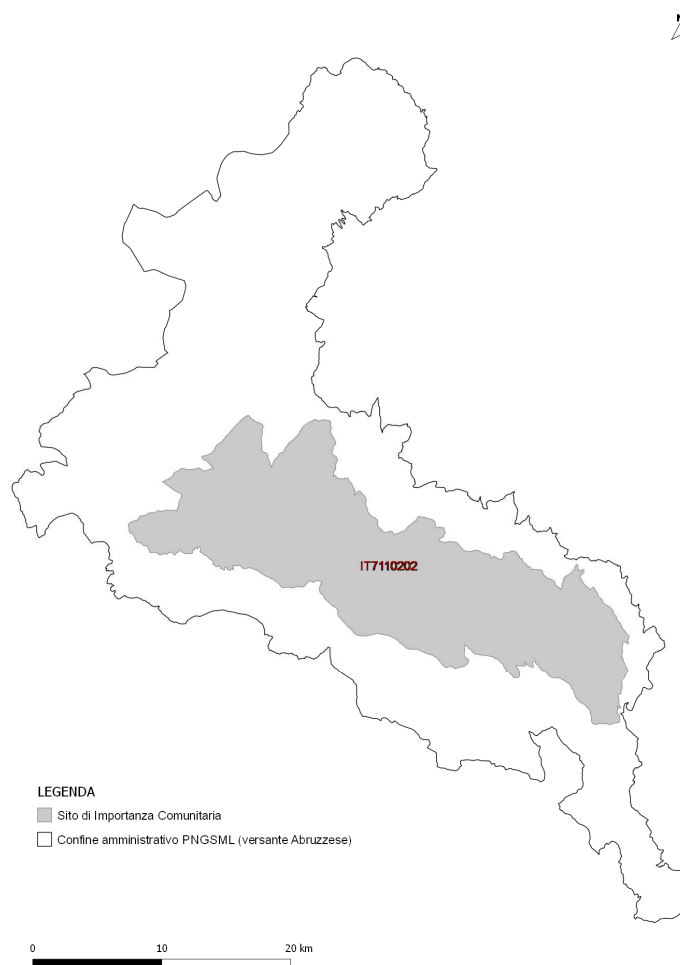 N
IT7110202
LEGENDA
Sito di Importanza Comunitaria
Confine amministrativo PNGSML (versante Abruzzese)
0 10 20 km